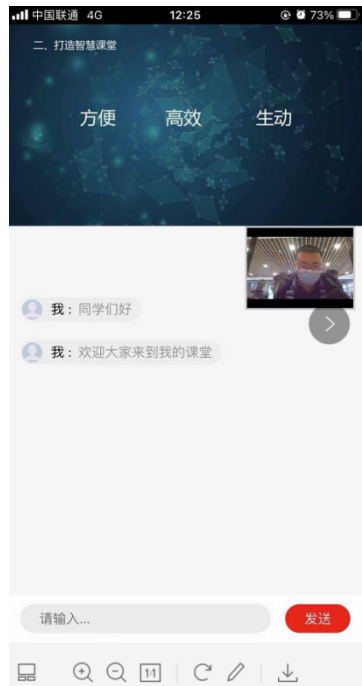 中国联通 4G 12:25 73%
二、打造智慧课堂
方便 高效 生动
我：同学们好
我：欢迎大家来到我的课堂
请输入... 发送
1:1